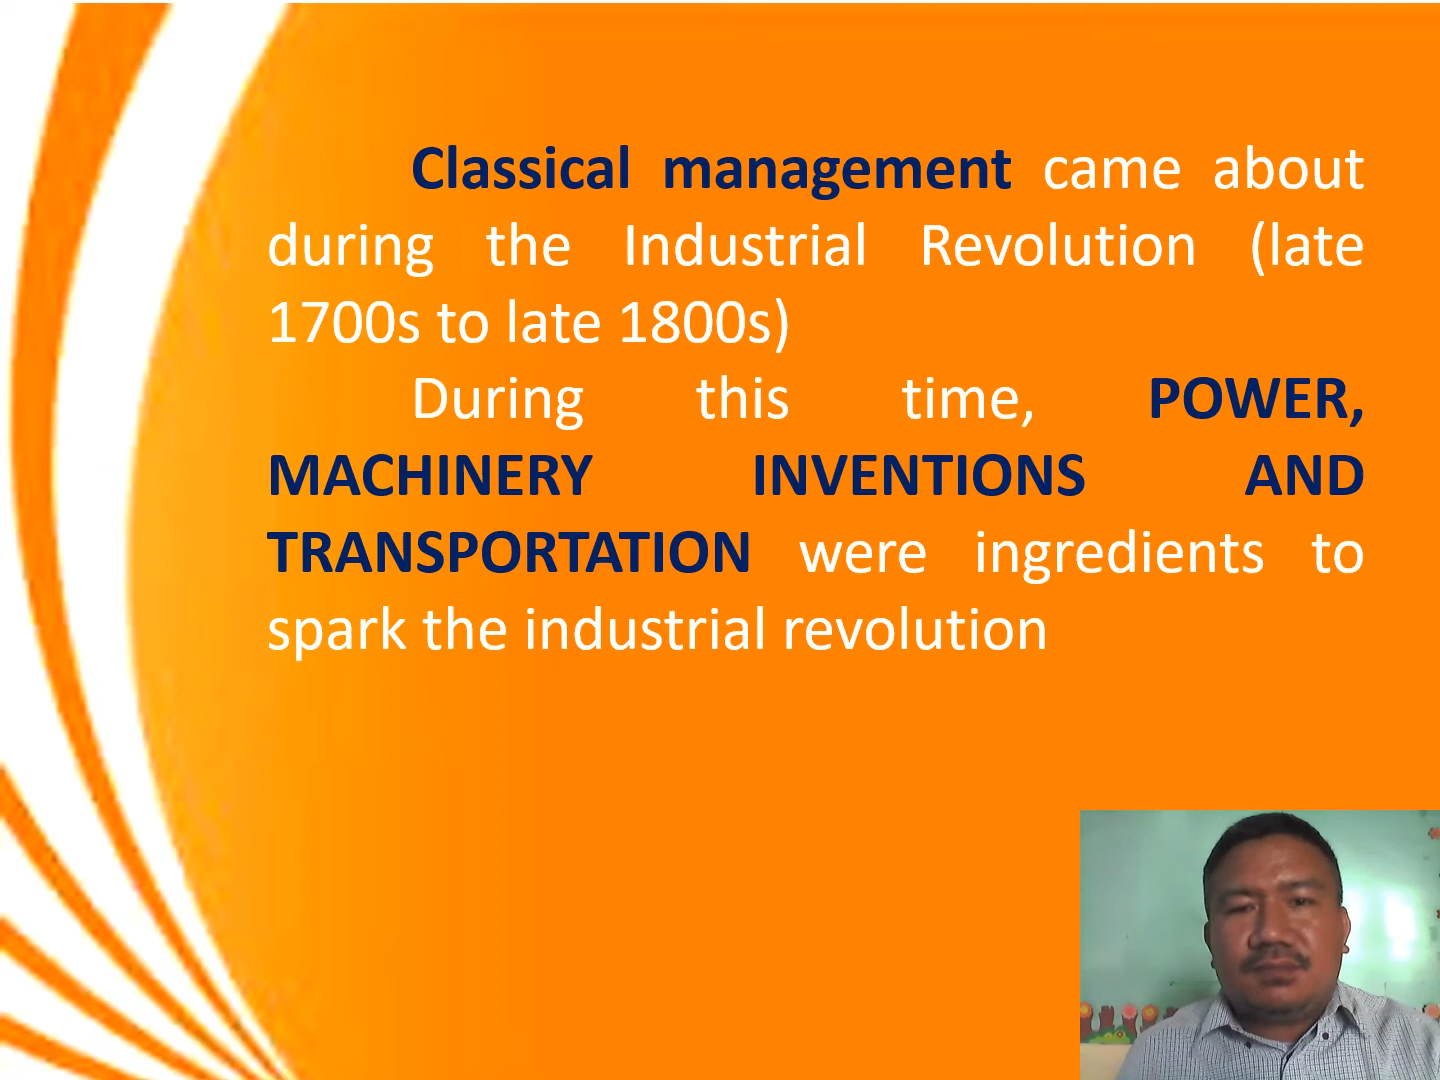 Classical management came about
during the Industrial Revolution (late
1700s to late 1800s)
During this time, POWER,
MACHINERY INVENTIONS AND
TRANSPORTATION were ingredients to
spark the industrial revolution